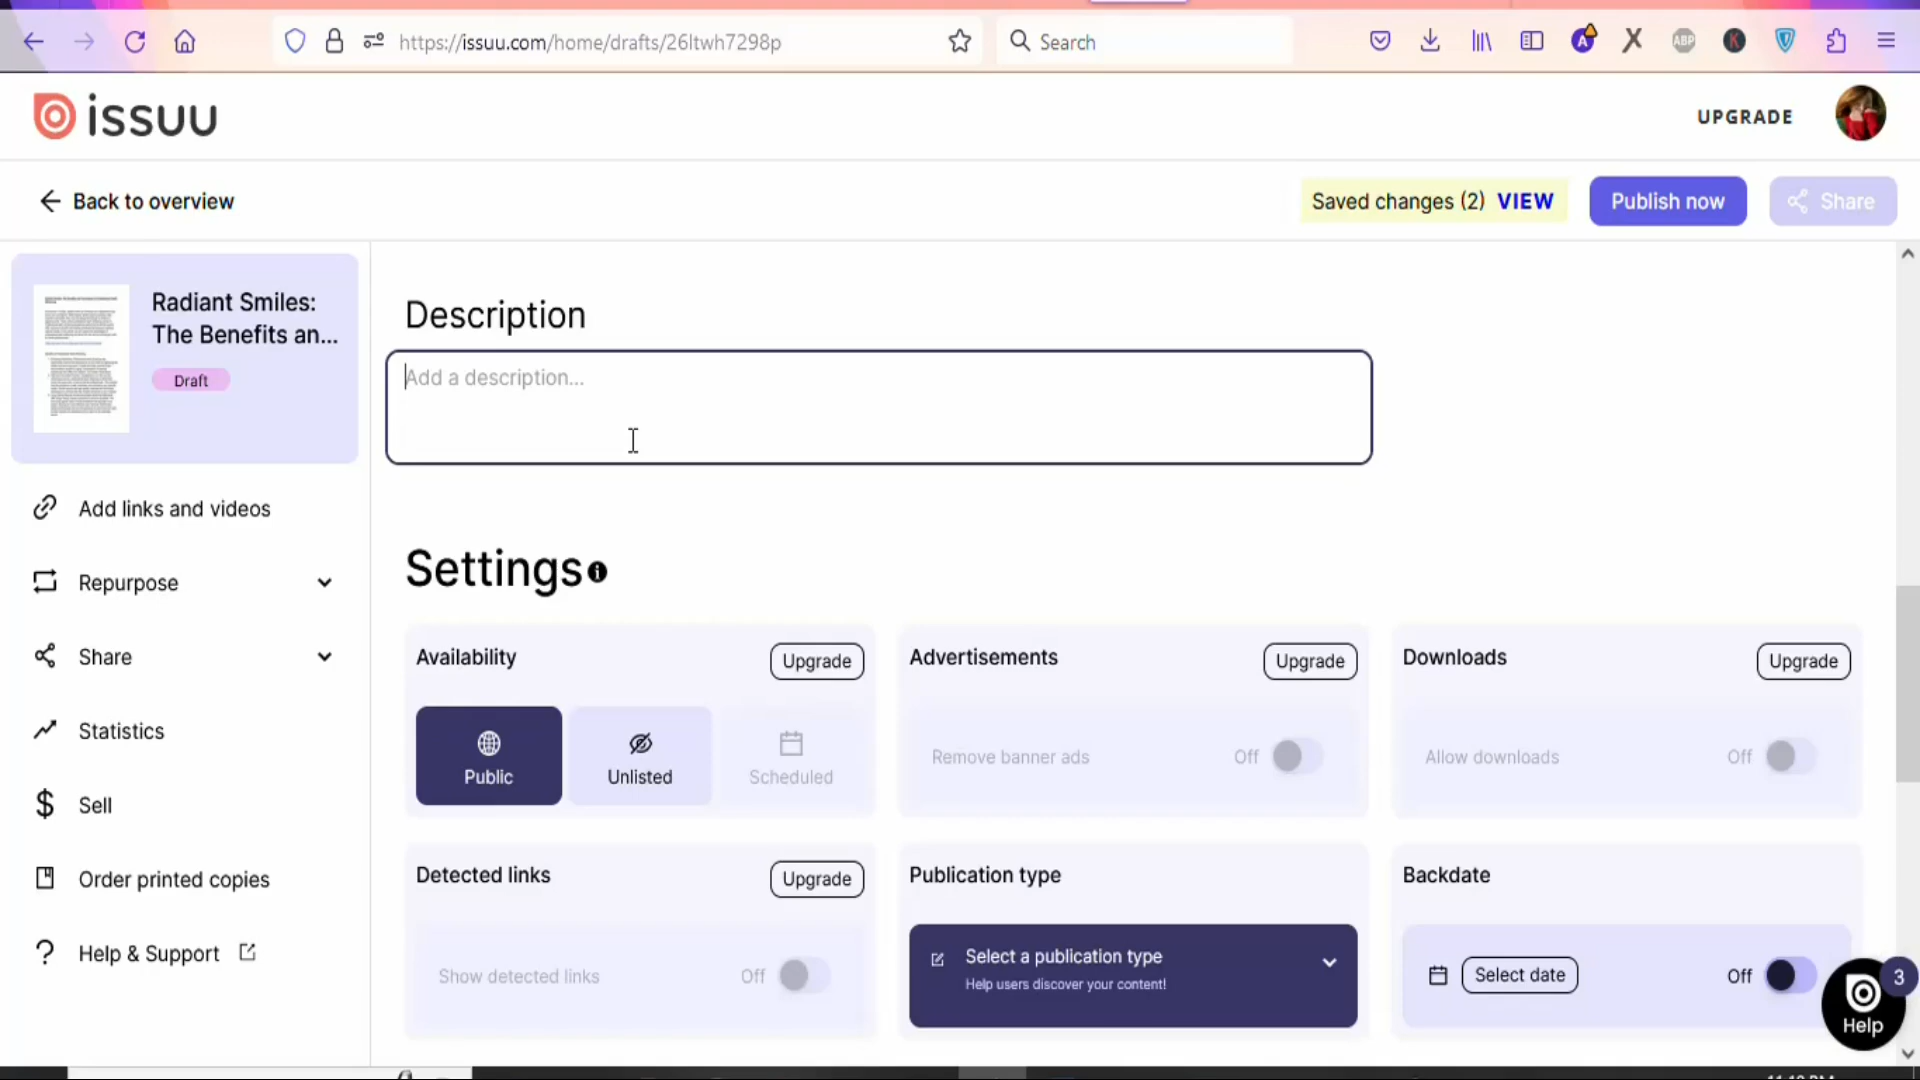 https://issuu.com/home/drafts/26ltwh7298p
Search
ABP
issuu
UPGRADE
Back to overview
Saved changes (2) VIEW
Publish now
Share
Radiant Smiles:
The Benefits an...
Draft
Add links and videos
Repurpose
Share
Statistics
Sell
Order printed copies
Help & Support
Description
Add a description...
Settings
Availability
Upgrade
Public
Unlisted
Scheduled
Advertisements
Upgrade
Remove banner ads
Off
Downloads
Upgrade
Allow downloads
Off
Detected links
Upgrade
Show detected links
Off
Publication type
Select a publication type
Help users discover your content!
Backdate
Select date
Off
3
Help